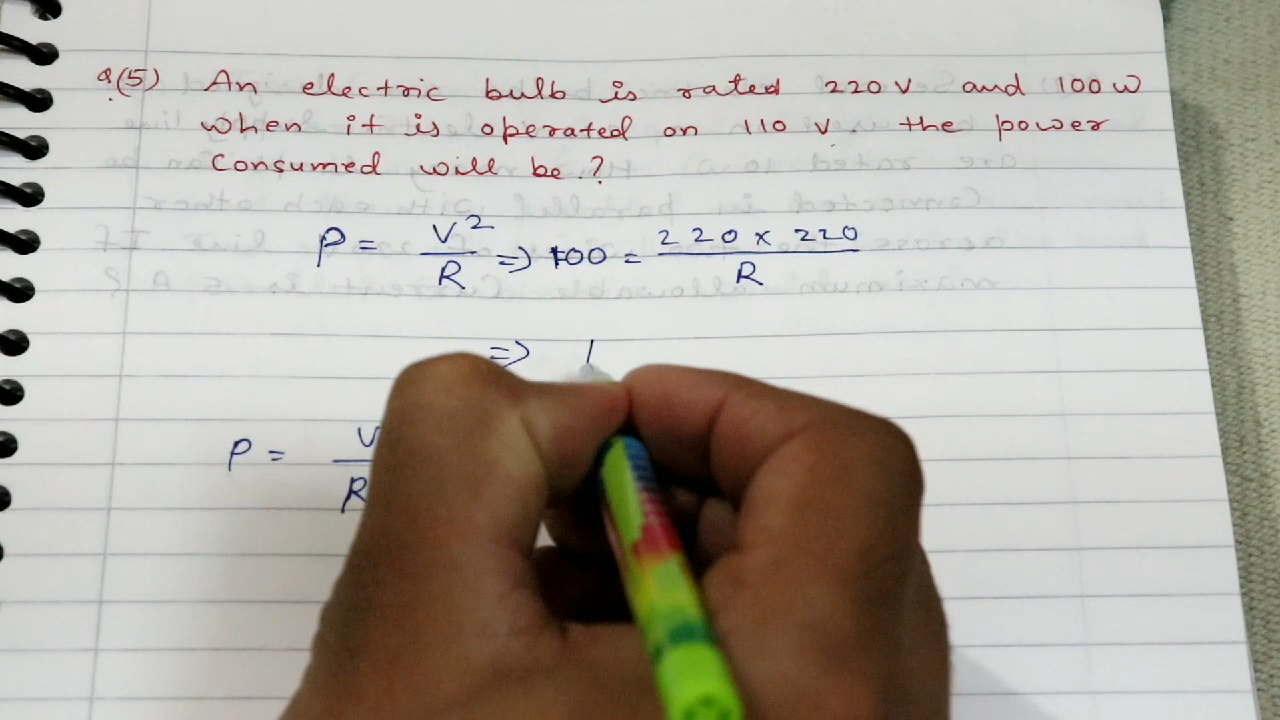 Q.(5) An electric bulb is rated 220 V and 100 W
when it is operated on 110 V. the power
Consumed will be.?
P = V²/R => 100 = 220 x 220/R
=>
P = V/R